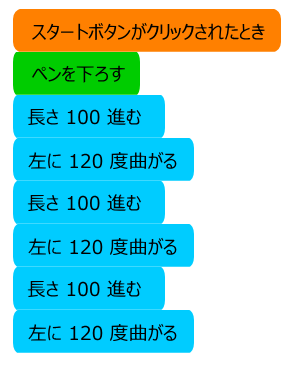 スタートボタンがクリックされたとき
ペンを下ろす
長さ 100 進む
左に 120 度曲がる
長さ 100 進む
左に 120 度曲がる
長さ 100 進む
左に 120 度曲がる